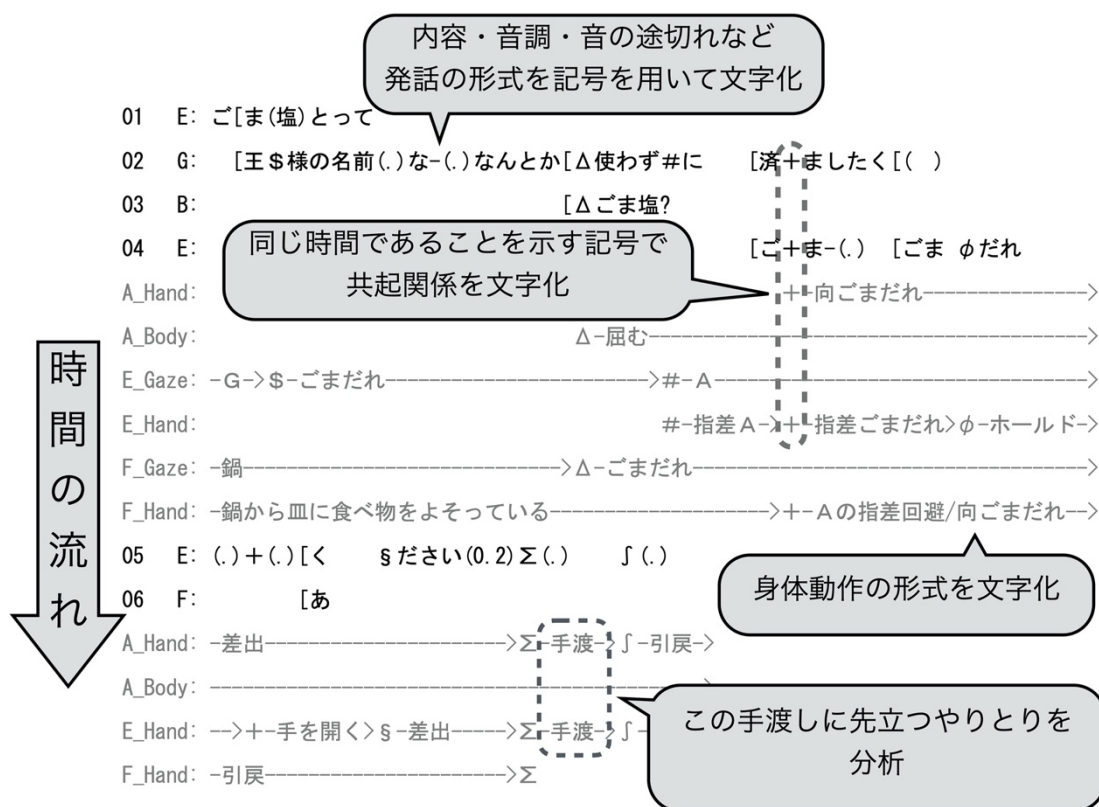 内容・音調・音の途切れなど
発話の形式を記号を用いて文字化
01 E: ご[ま(塩)とって
02 G: [王$様の名前(.)な-(.)なんとか[Δ使わず#に [済+ましたく[( )
03 B: [Δごま塩?
04 E: [ご+ま-(.) [ごま φだれ
同じ時間であることを示す記号で
共起関係を文字化
A_Hand: +-向ごまだれ---------------->
A_Body: Δ-屈む------------------------------------------>
E_Gaze: -G->$-ごまだれ-------------------------->#-A----------------------------------->
E_Hand: #-指差A->+-指差ごまだれ>φ-ホールド->
F_Gaze: -鍋-------------------------------->Δ-ごまだれ------------------------------------->
F_Hand: -鍋から皿に食べ物をよそっている---------------------->+-Aの指差回避/向ごまだれ-->
時間の流れ
05 E: (.)+(.)[く §ださい(0.2)Σ(.) ∫(.)
06 F: [あ
身体動作の形式を文字化
A_Hand: -差出------------------------>Σ-手渡->∫-引戻->
A_Body: -------------------------------------------------->
E_Hand: -->+-手を開く>§-差出----->Σ-手渡->∫-
F_Hand: -引戻------------------------>Σ
この手渡しに先立つやりとりを
分析